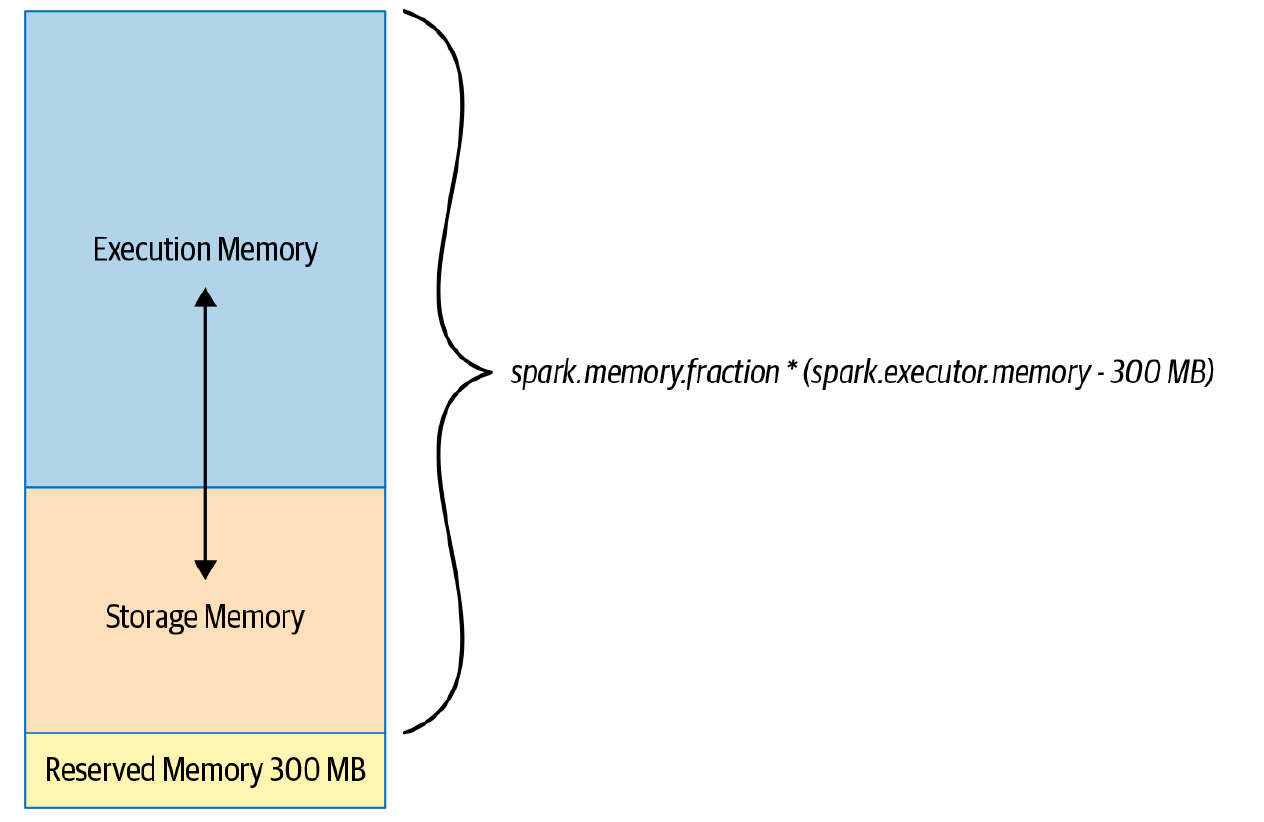 Execution Memory
spark.memory.fraction * (spark.executor.memory - 300 MB)
Storage Memory
Reserved Memory 300 MB